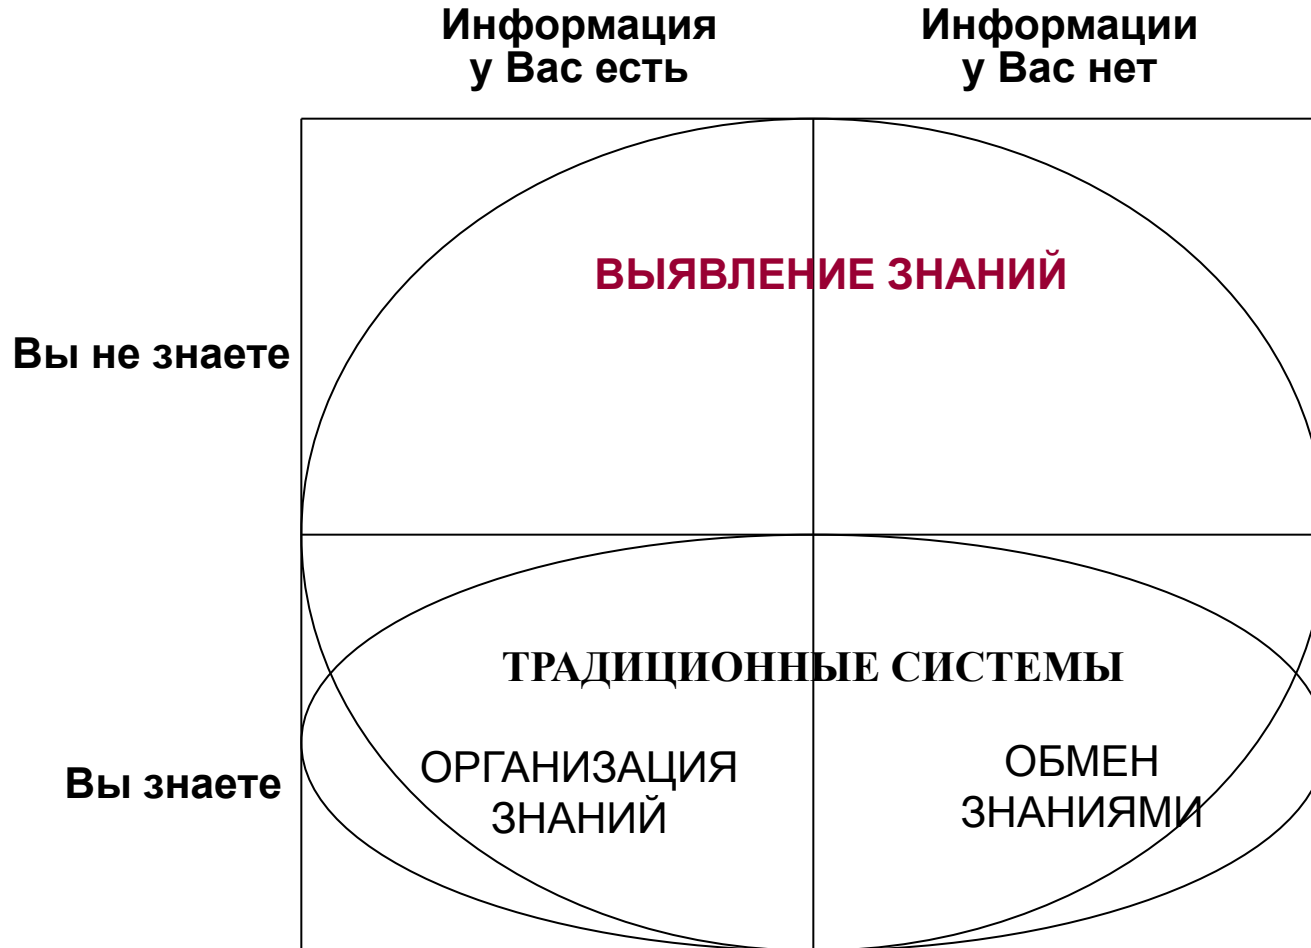 Информация
у Вас есть
Информации
у Вас нет
ВЫЯВЛЕНИЕ ЗНАНИЙ
Вы не знаете
ТРАДИЦИОННЫЕ СИСТЕМЫ
Вы знаете
ОРГАНИЗАЦИЯ
ЗНАНИЙ
ОБМЕН
ЗНАНИЯМИ